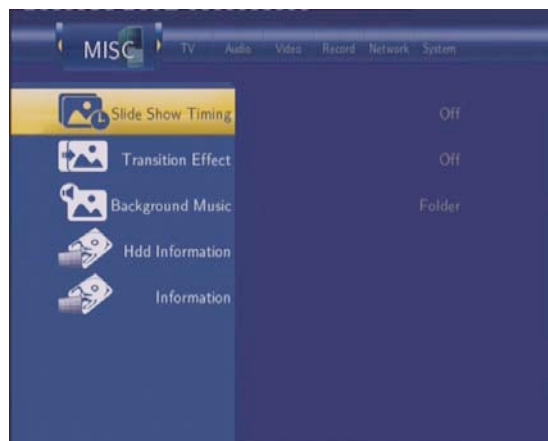 MISC TV Audio Video Record Network System
Slide Show Timing Off
Transition Effect Off
Background Music Folder
Hdd Information
Information